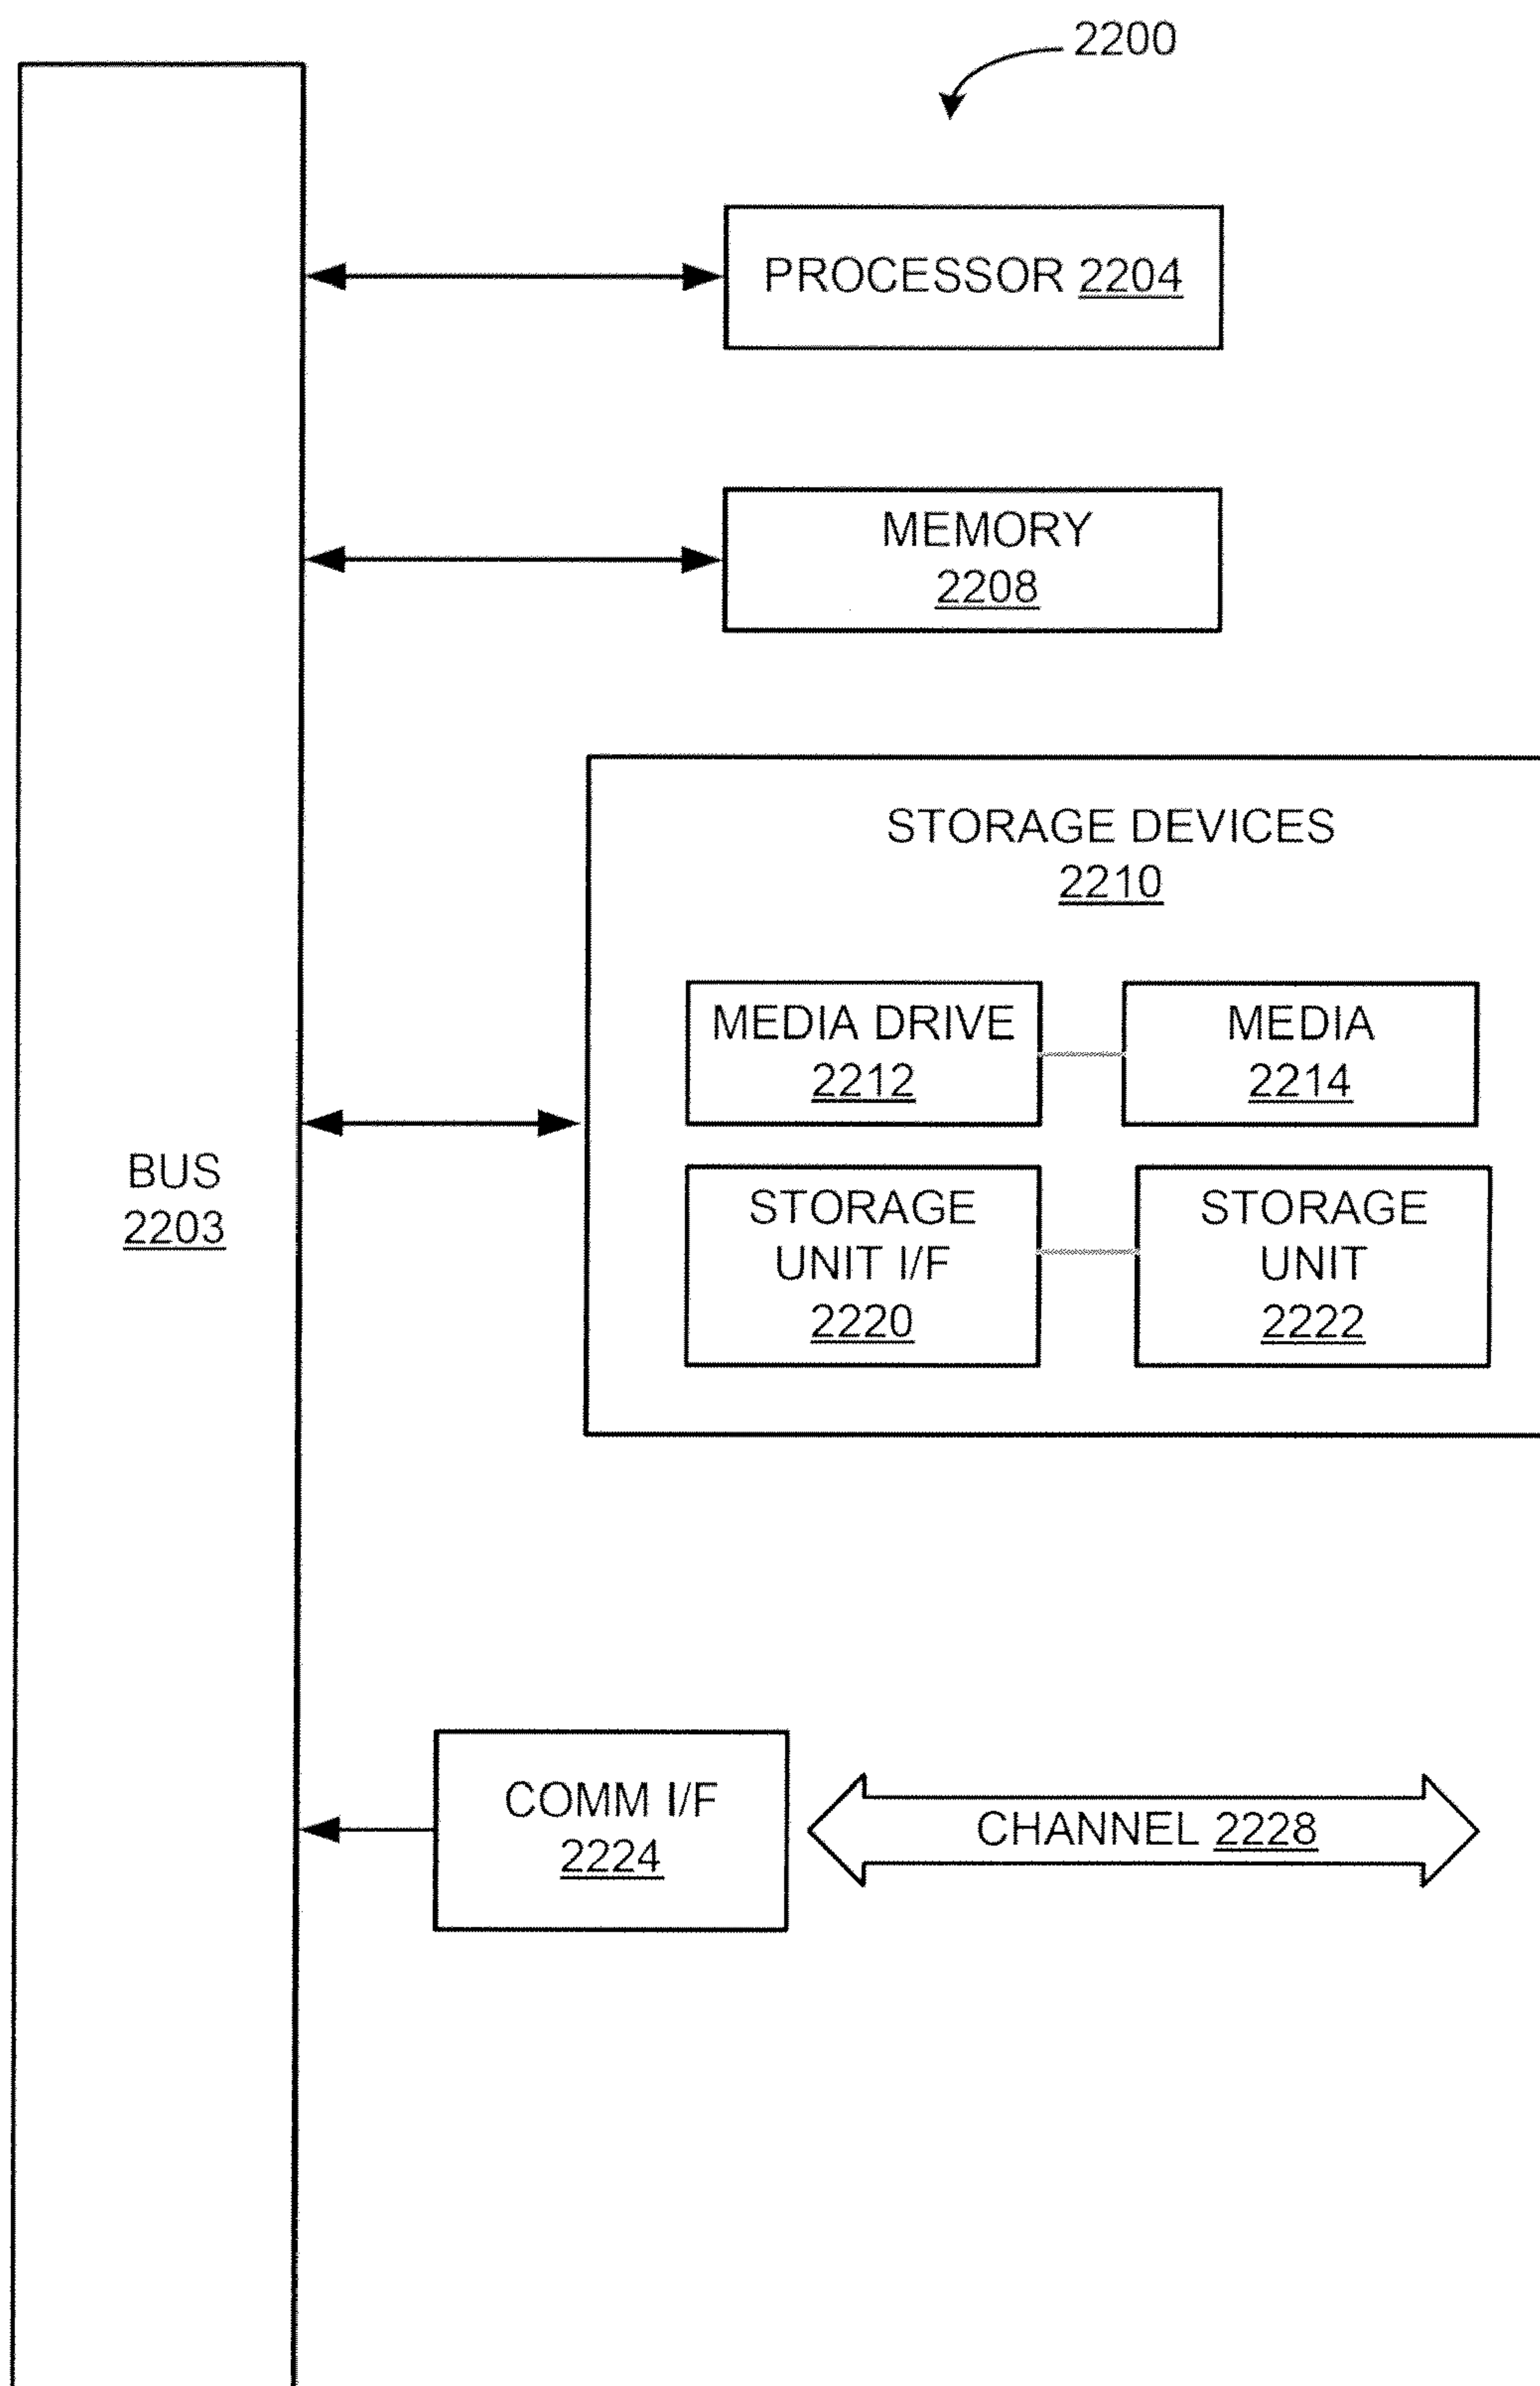 2200
PROCESSOR 2204
MEMORY
2208
STORAGE DEVICES
2210
MEDIA DRIVE
2212
MEDIA
2214
BUS
2203
STORAGE
UNIT I/F
2220
STORAGE
UNIT
2222
COMM I/F
2224
CHANNEL 2228